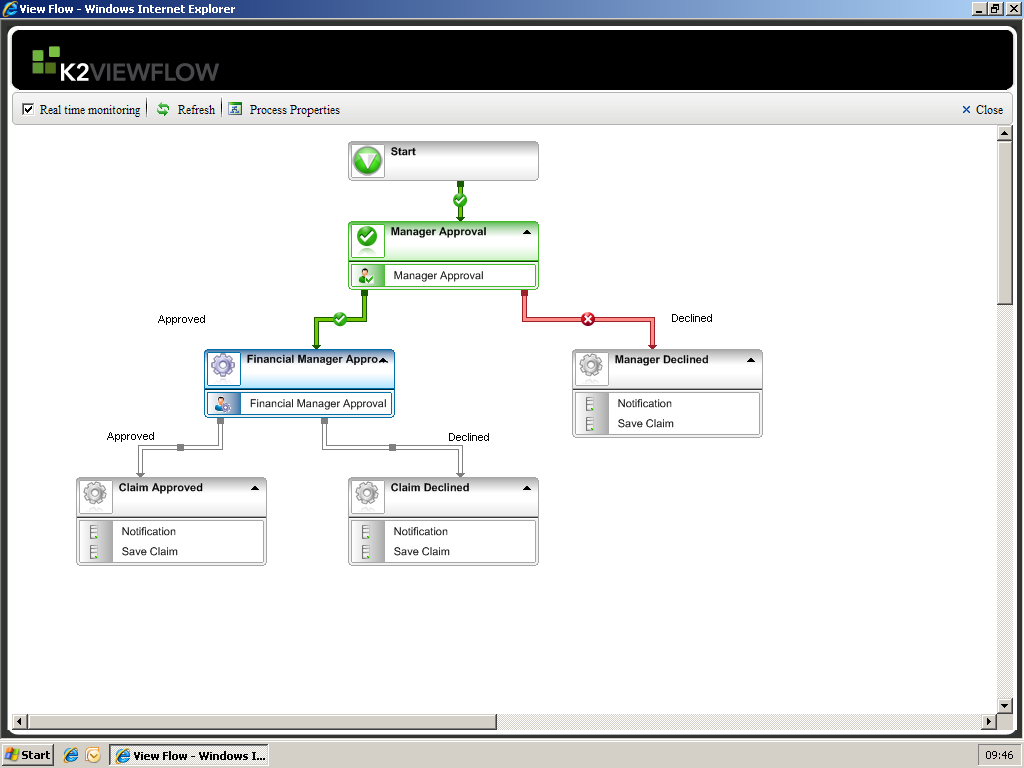 View Flow - Windows Internet Explorer
K2VIEWFLOW
Real time monitoring Refresh Process Properties Close
Start
Manager Approval
Manager Approval
Approved
Declined
Financial Manager Appro
Financial Manager Approval
Manager Declined
Notification
Save Claim
Approved
Declined
Claim Approved
Notification
Save Claim
Claim Declined
Notification
Save Claim
Start View Flow - Windows I... 09:46